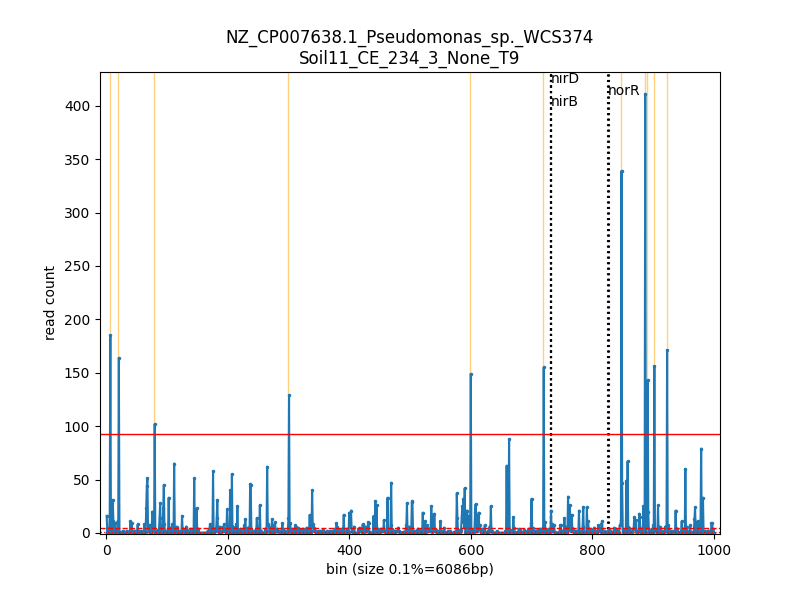 NZ_CP007638.1_Pseudomonas_sp._WCS374
Soil11_CE_234_3_None_T9
nirD
norR
nirB
400
350
300
250
200
150
100
50
0
read count
0
200
400
600
800
1000
bin (size 0.1%=6086bp)